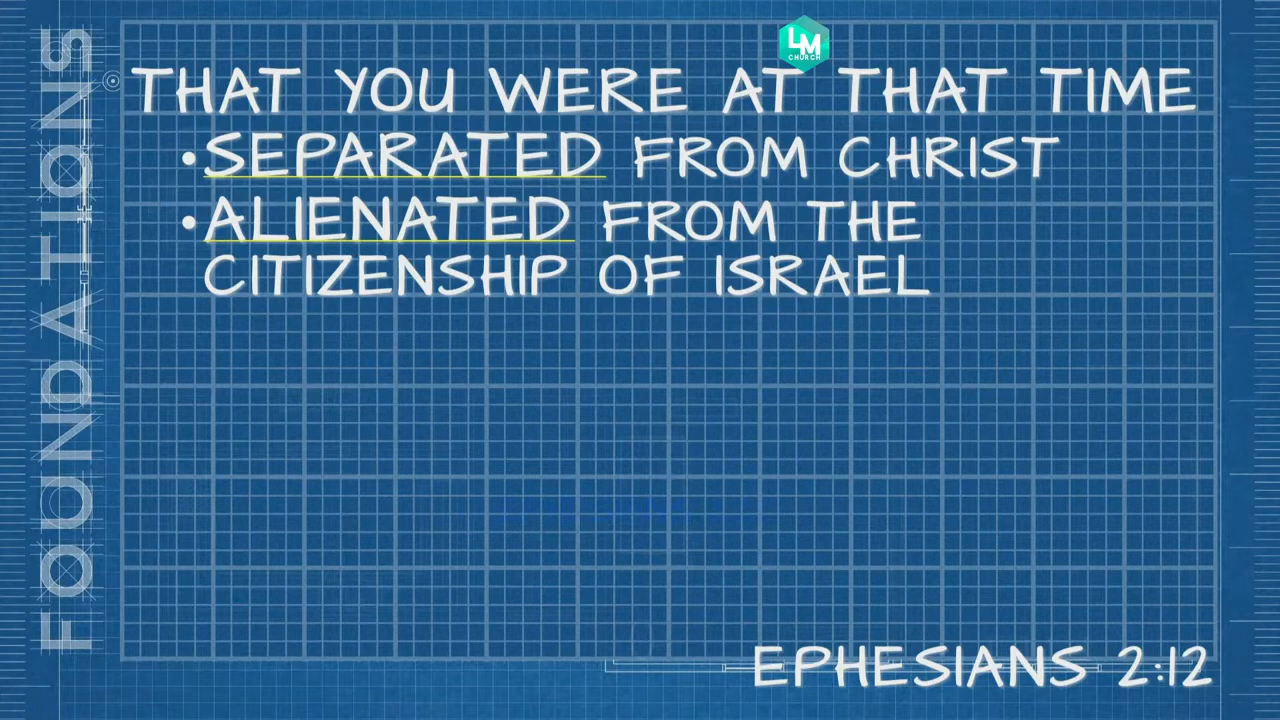 LM
CHURCH
THAT YOU WERE AT THAT TIME
•SEPARATED FROM CHRIST
•ALIENATED FROM THE
CITIZENSHIP OF ISRAEL
EPHESIANS 2:12
FOUNDATIONS